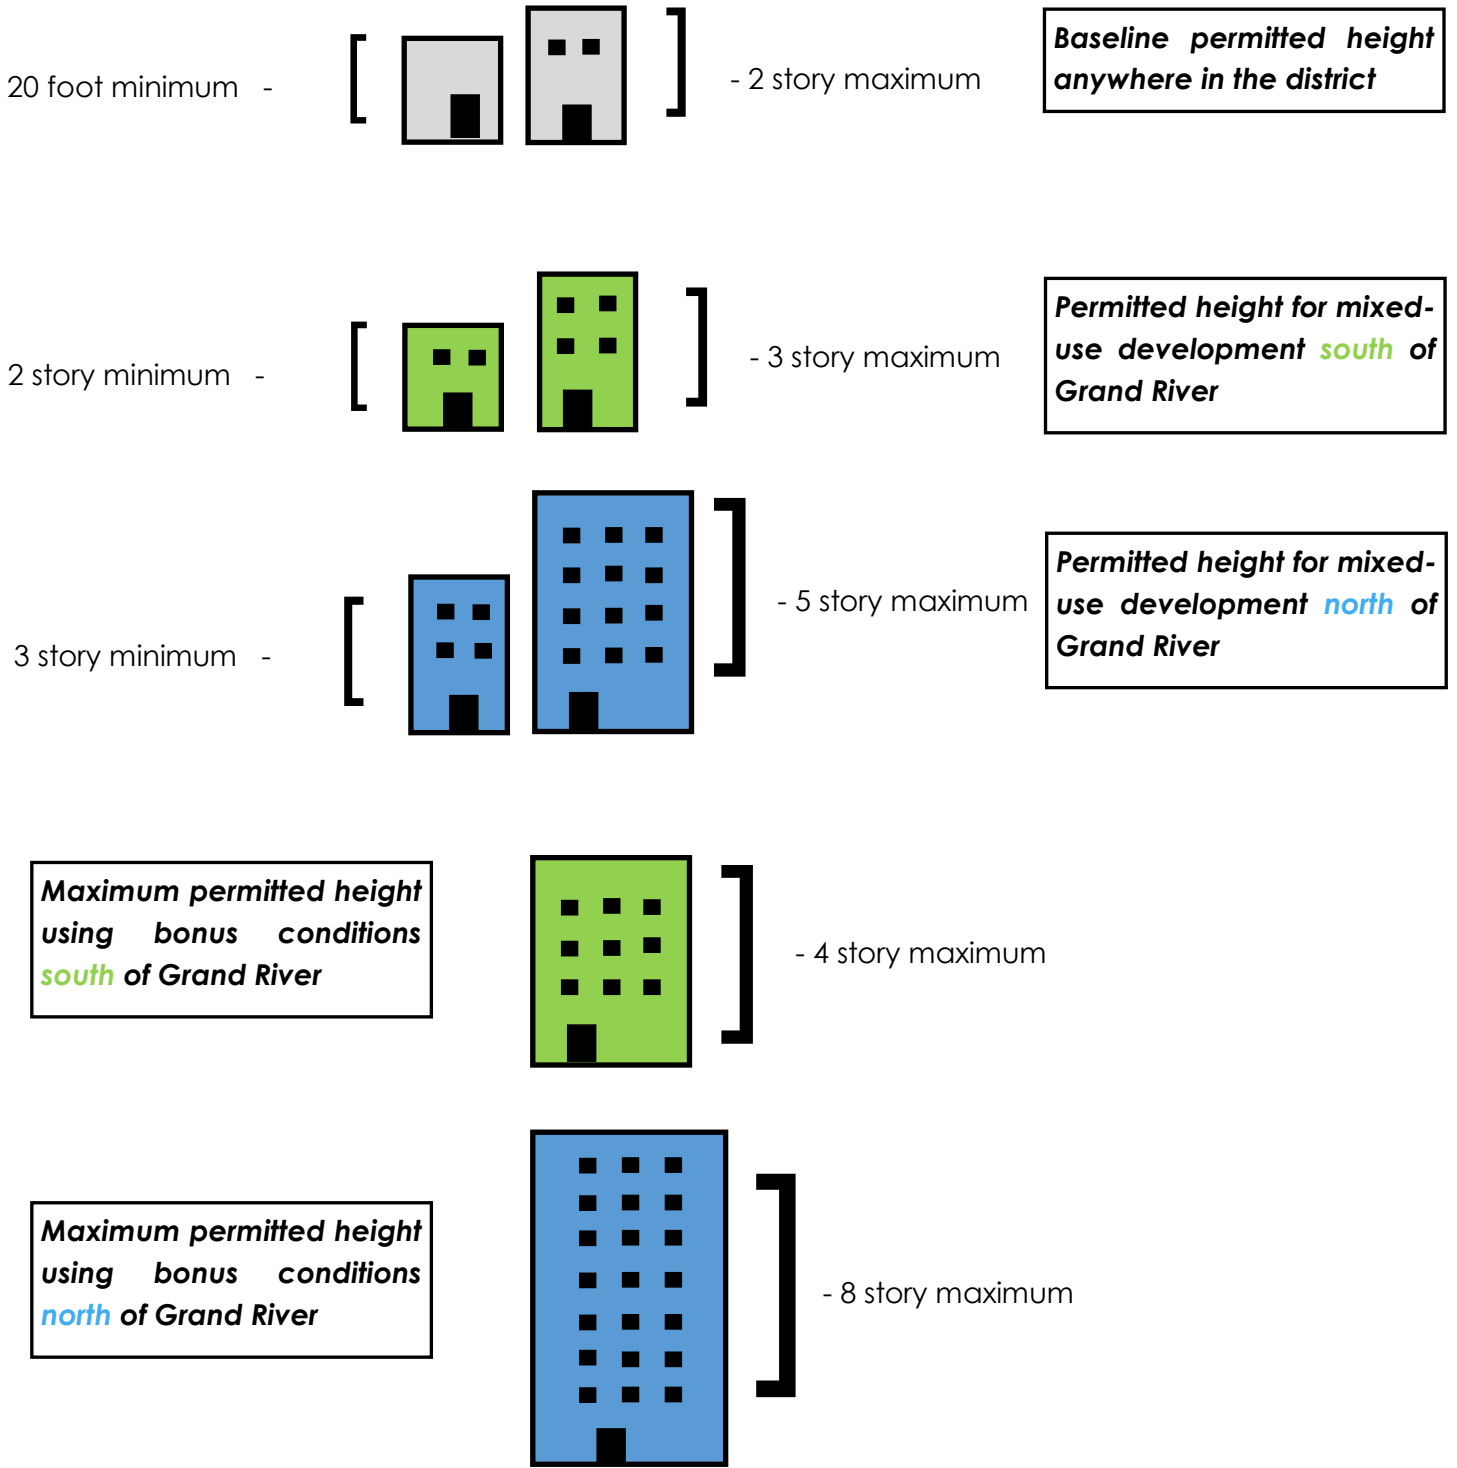 20 foot minimum -
- 2 story maximum
Baseline permitted height
anywhere in the district
2 story minimum -
- 3 story maximum
Permitted height for mixed-
use development south of
Grand River
3 story minimum -
- 5 story maximum
Permitted height for mixed-
use development north of
Grand River
Maximum permitted height
using bonus conditions
south of Grand River
- 4 story maximum
Maximum permitted height
using bonus conditions
north of Grand River
- 8 story maximum